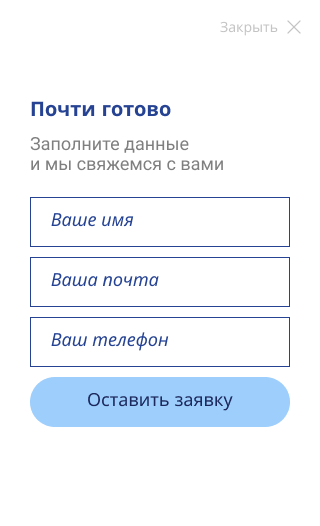 Закрыть
Почти готово
Заполните данные
и мы свяжемся с вами
Ваше имя
Ваша почта
Ваш телефон
Оставить заявку